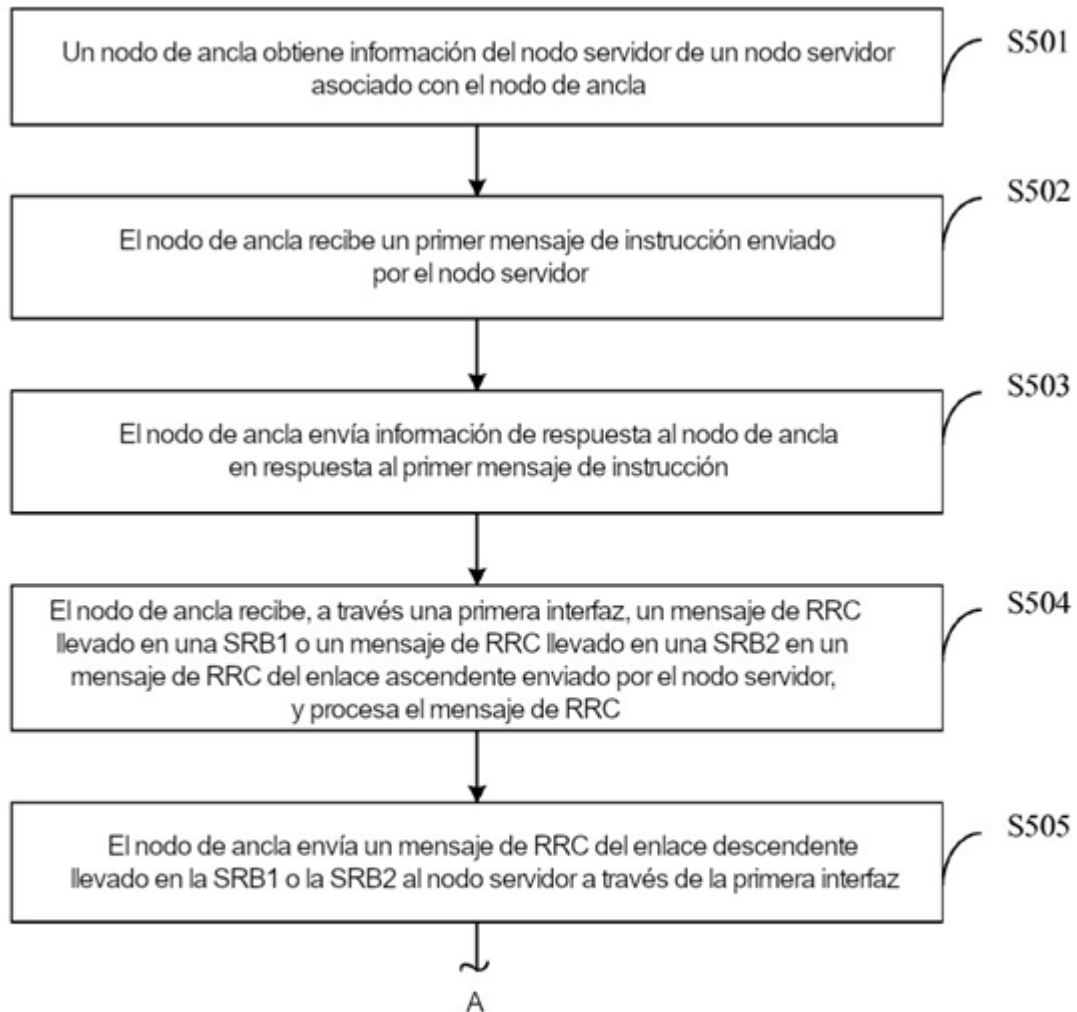 Un nodo de ancla obtiene información del nodo servidor de un nodo servidor
asociado con el nodo de ancla
S501
El nodo de ancla recibe un primer mensaje de instrucción enviado
por el nodo servidor
S502
El nodo de ancla envía información de respuesta al nodo de ancla
en respuesta al primer mensaje de instrucción
S503
El nodo de ancla recibe, a través una primera interfaz, un mensaje de RRC
llevado en una SRB1 o un mensaje de RRC llevado en una SRB2 en un
mensaje de RRC del enlace ascendente enviado por el nodo servidor,
y procesa el mensaje de RRC
S504
El nodo de ancla envía un mensaje de RRC del enlace descendente
llevado en la SRB1 o la SRB2 al nodo servidor a través de la primera interfaz
S505
A